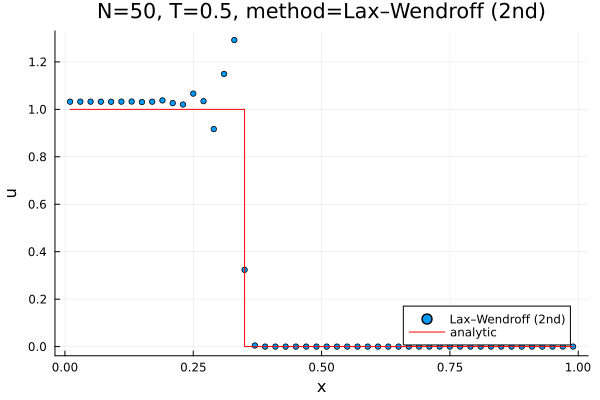 N=50, T=0.5, method=Lax–Wendroff (2nd)
u
1.2
1.0
0.8
0.6
0.4
0.2
0.0
Lax–Wendroff (2nd)
analytic
0.00
0.25
0.50
0.75
1.00
x